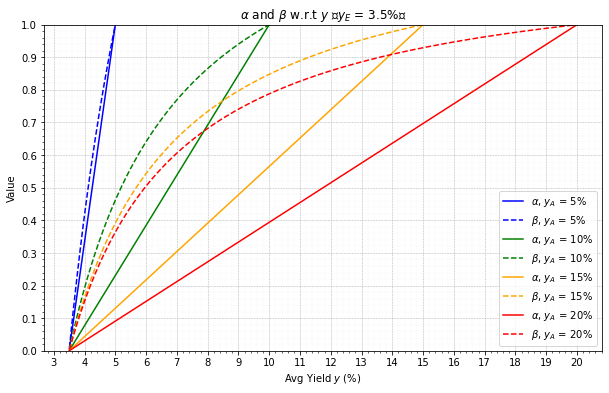 α and β w.r.t y （y_E = 3.5%）
1.0
0.9
0.8
0.7
0.6
0.5
0.4
0.3
0.2
0.1
0.0
Value
3 4 5 6 7 8 9 10 11 12 13 14 15 16 17 18 19 20
Avg Yield y (%)
α, y_A = 5%
β, y_A = 5%
α, y_A = 10%
β, y_A = 10%
α, y_A = 15%
β, y_A = 15%
α, y_A = 20%
β, y_A = 20%